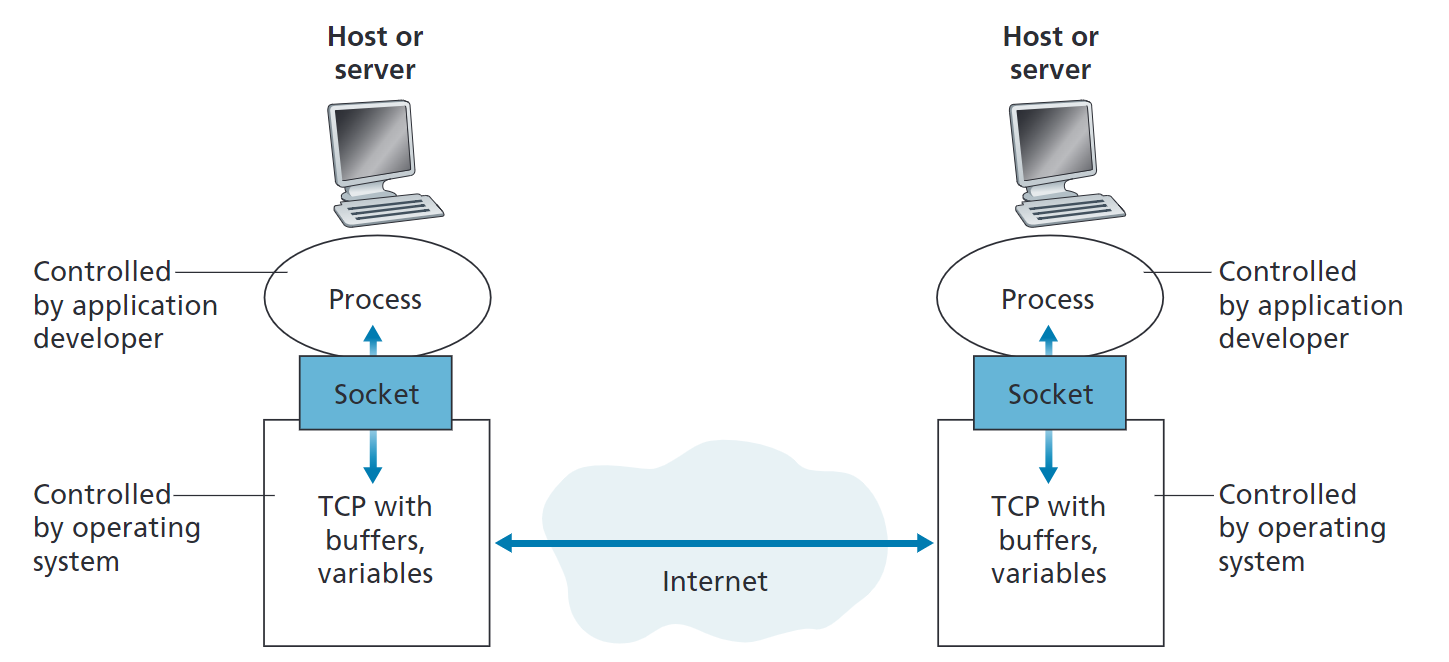 Host or
server
Host or
server
Controlled
by application
developer
Process
Process
Controlled
by application
developer
Socket
Socket
Controlled
by operating
system
TCP with
buffers,
variables
Internet
TCP with
buffers,
variables
Controlled
by operating
system